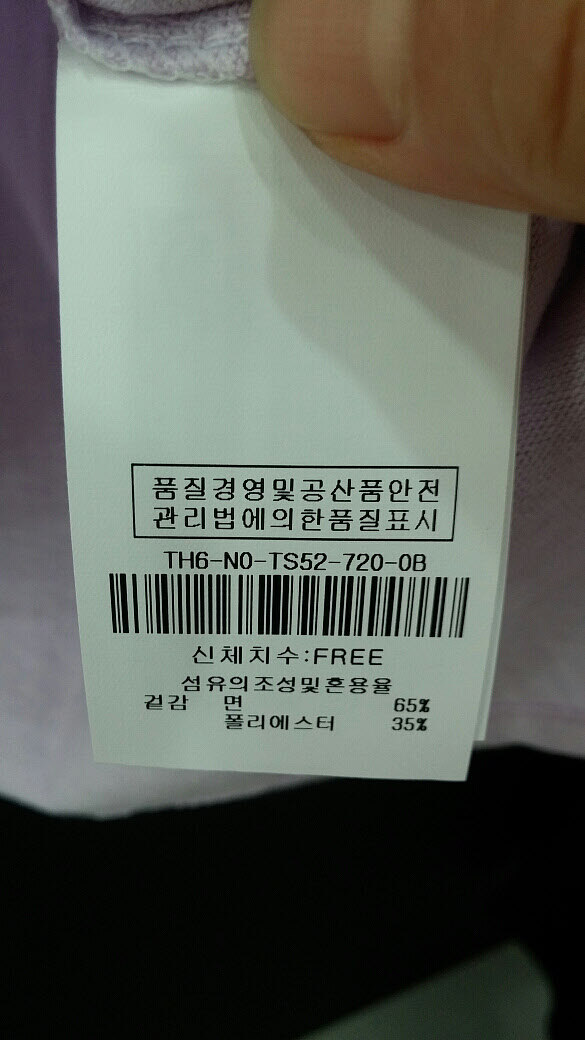 품질경영및공산품안전
관리법에의한품질표시
TH6-N0-TS52-720-0B
신체치수:FREE
섬유의조성및혼용율
겉감 면 65%
폴리에스터 35%